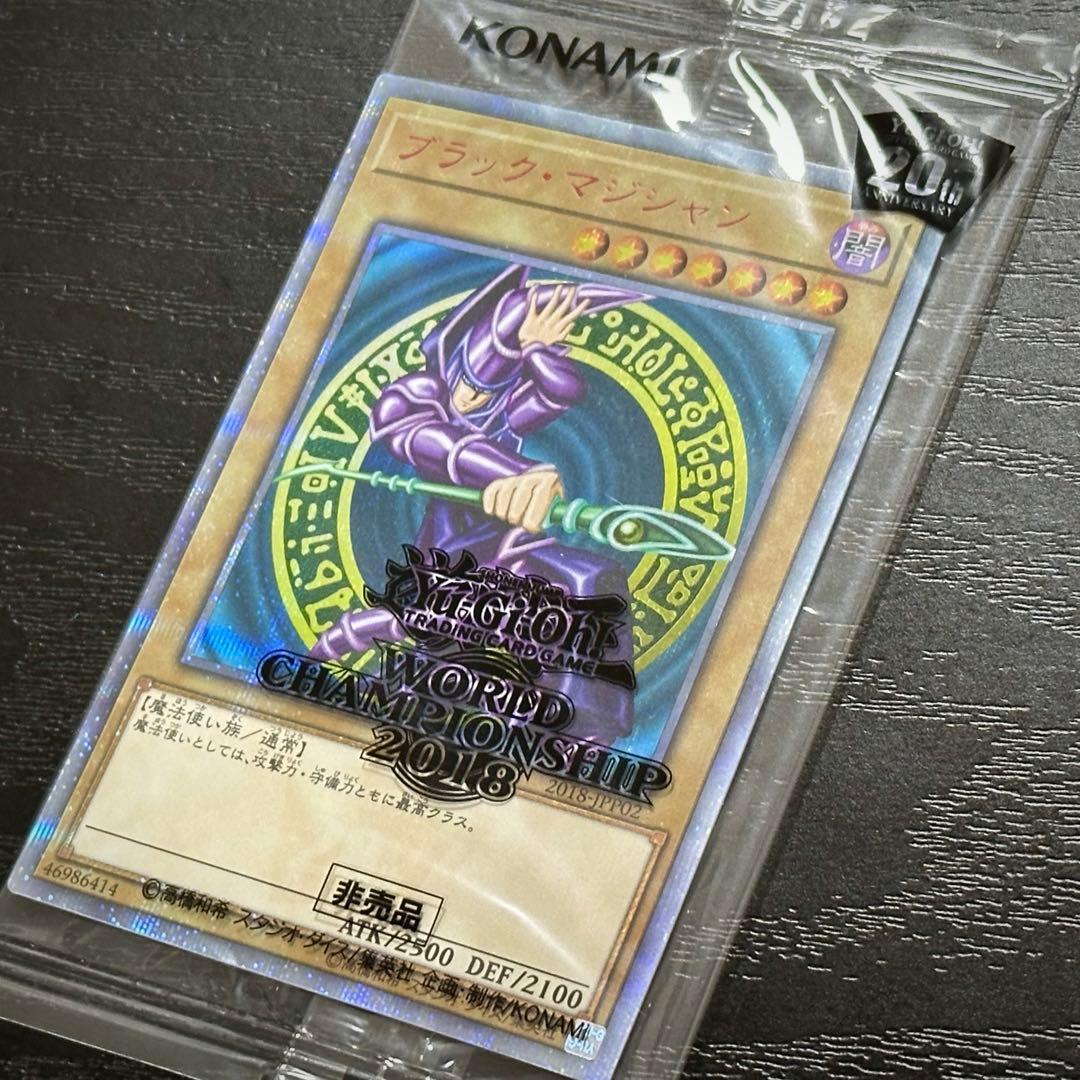 KONAMI
YU-GI-OH!
20th
ANNIVERSARY
ブラック・マジシャン
闇
Yu-Gi-Oh!
TRADING CARD GAME
WORLD
CHAMPIONSHIP
2018
2018-JPP02
【魔法使い族/通常】
魔法使いとしては、攻撃力・守備力ともに最高クラス。
非売品
ATK/2500 DEF/2100
46986414
©高橋和希 スタジオ・ダイス/集英社 企画・制作/KONAMI